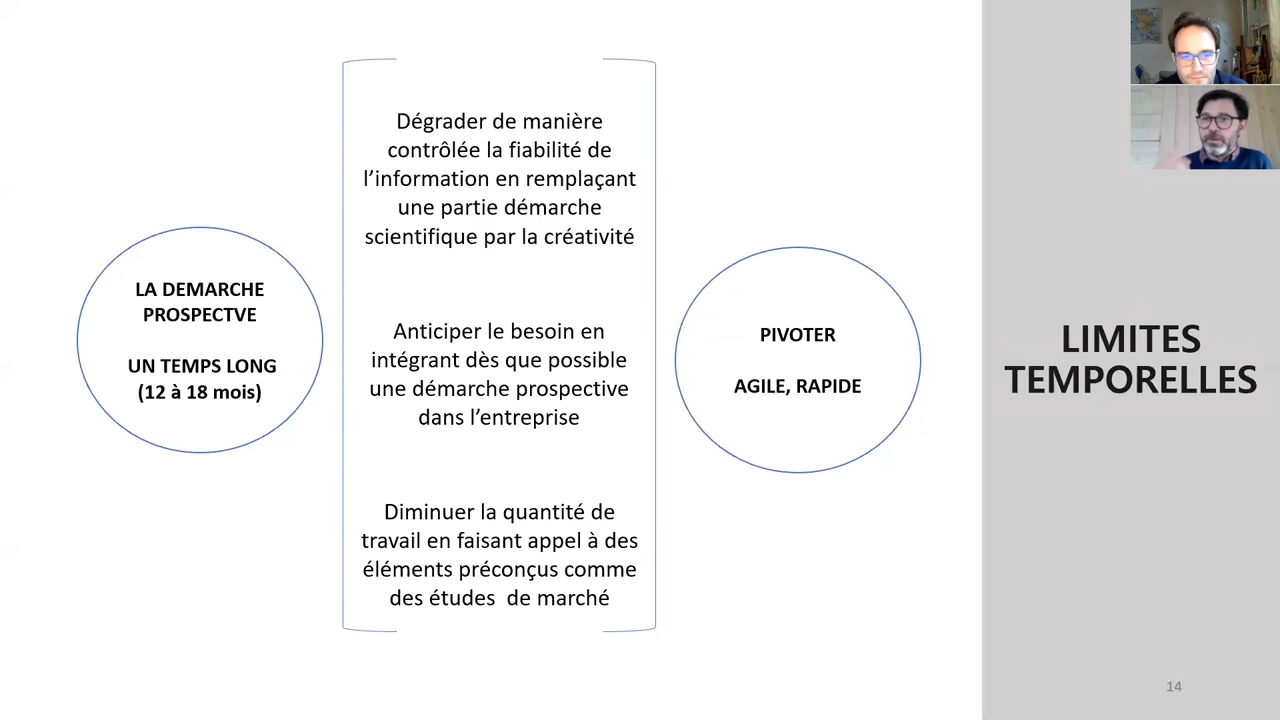 LA DEMARCHE
PROSPECTVE
UN TEMPS LONG
(12 à 18 mois)
Dégrader de manière
contrôlée la fiabilité de
l’information en remplaçant
une partie démarche
scientifique par la créativité
Anticiper le besoin en
intégrant dès que possible
une démarche prospective
dans l’entreprise
Diminuer la quantité de
travail en faisant appel à des
éléments préconçus comme
des études  de marché
PIVOTER
AGILE, RAPIDE
LIMITES
TEMPORELLES
14